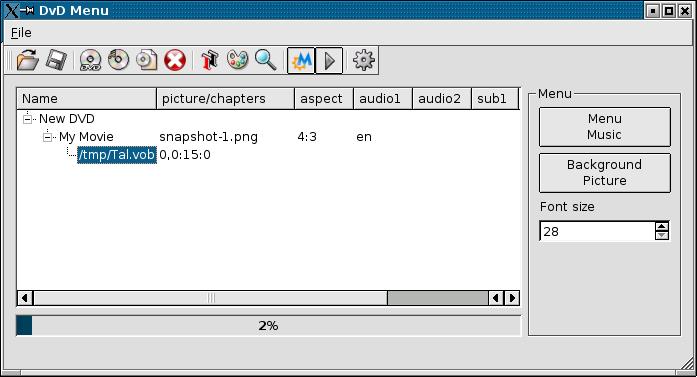 DvD Menu
File
DVD
Name picture/chapters aspect audio1 audio2 sub1
New DVD
My Movie snapshot-1.png 4:3 en
/tmp/Tal.vob 0,0:15:0
2%
Menu
Menu
Music
Background
Picture
Font size
28